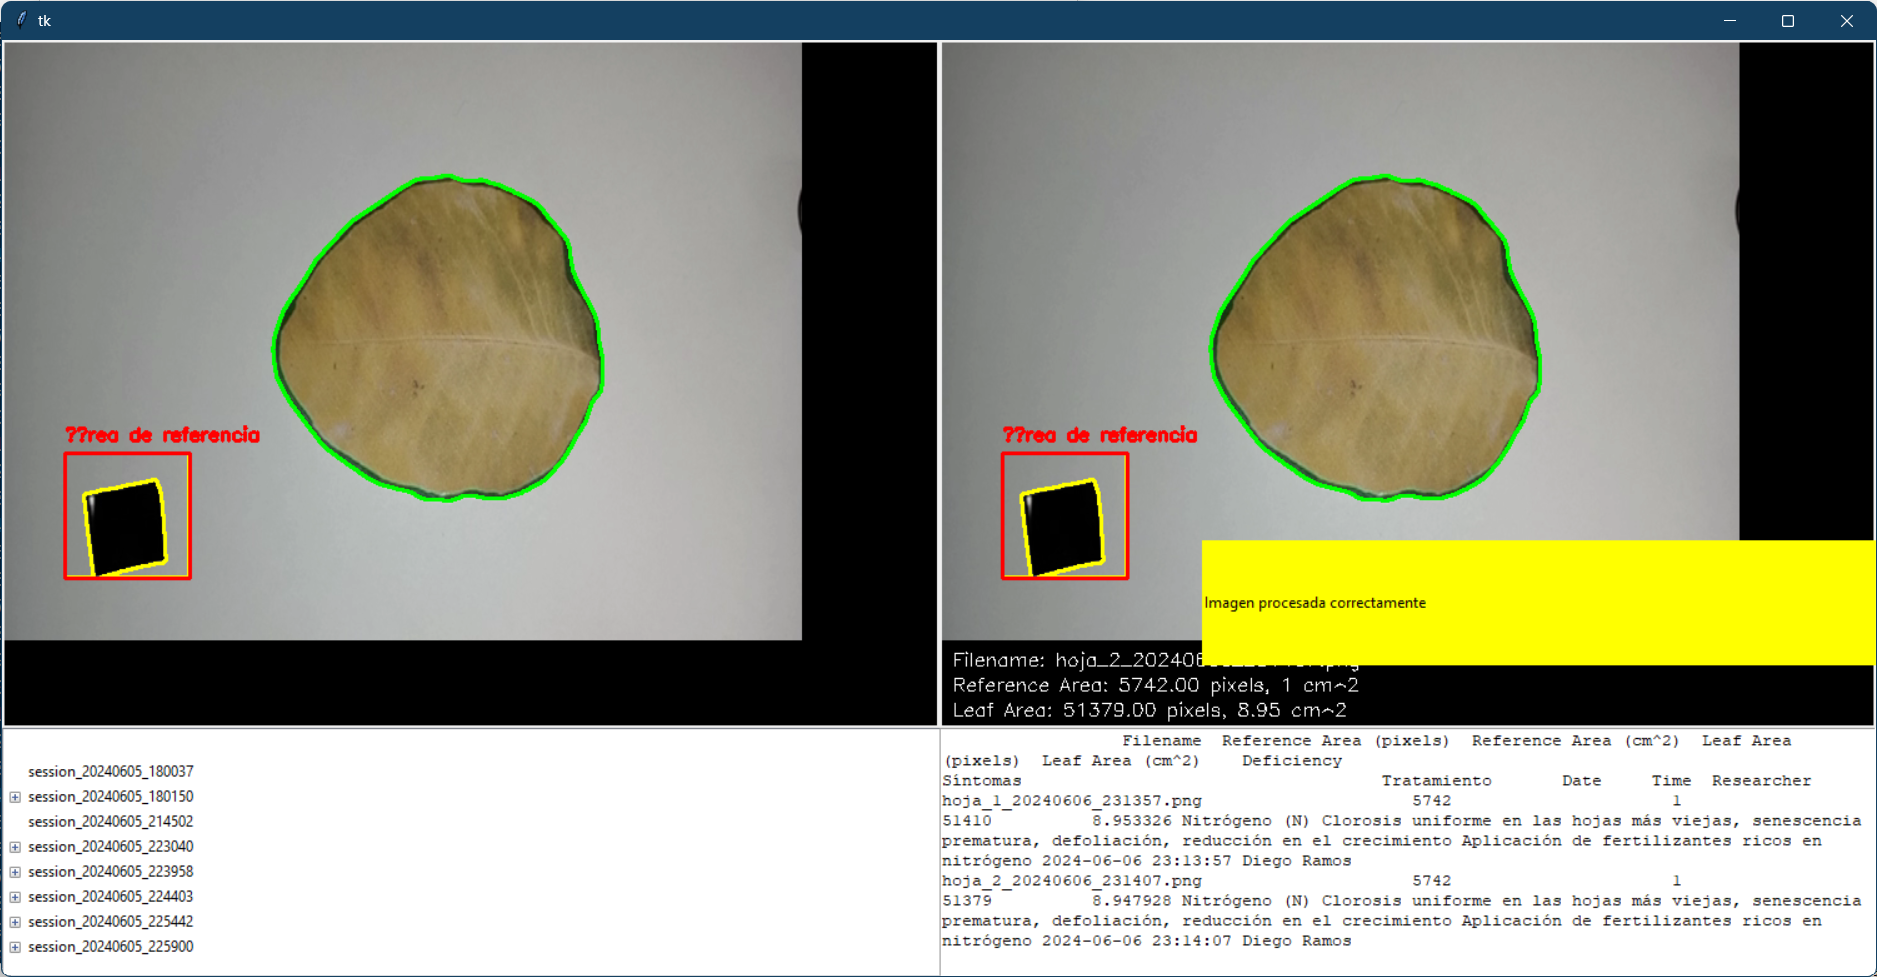 tk
??rea de referencia
??rea de referencia
Imagen procesada correctamente
Filename: hoja_2_20240
Reference Area: 5742.00 pixels, 1 cm^2
Leaf Area: 51379.00 pixels, 8.95 cm^2
session_20240605_180037
session_20240605_180150
session_20240605_214502
session_20240605_223040
session_20240605_223958
session_20240605_224403
session_20240605_225442
session_20240605_225900
Filename Reference Area (pixels) Reference Area (cm^2) Leaf Area
(pixels) Leaf Area (cm^2) Deficiency
Síntomas Tratamiento Date Time Researcher
hoja_1_20240606_231357.png 5742 1
51410 8.953326 Nitrógeno (N) Clorosis uniforme en las hojas más viejas, senescencia
prematura, defoliación, reducción en el crecimiento Aplicación de fertilizantes ricos en
nitrógeno 2024-06-06 23:13:57 Diego Ramos
hoja_2_20240606_231407.png 5742 1
51379 8.947928 Nitrógeno (N) Clorosis uniforme en las hojas más viejas, senescencia
prematura, defoliación, reducción en el crecimiento Aplicación de fertilizantes ricos en
nitrógeno 2024-06-06 23:14:07 Diego Ramos